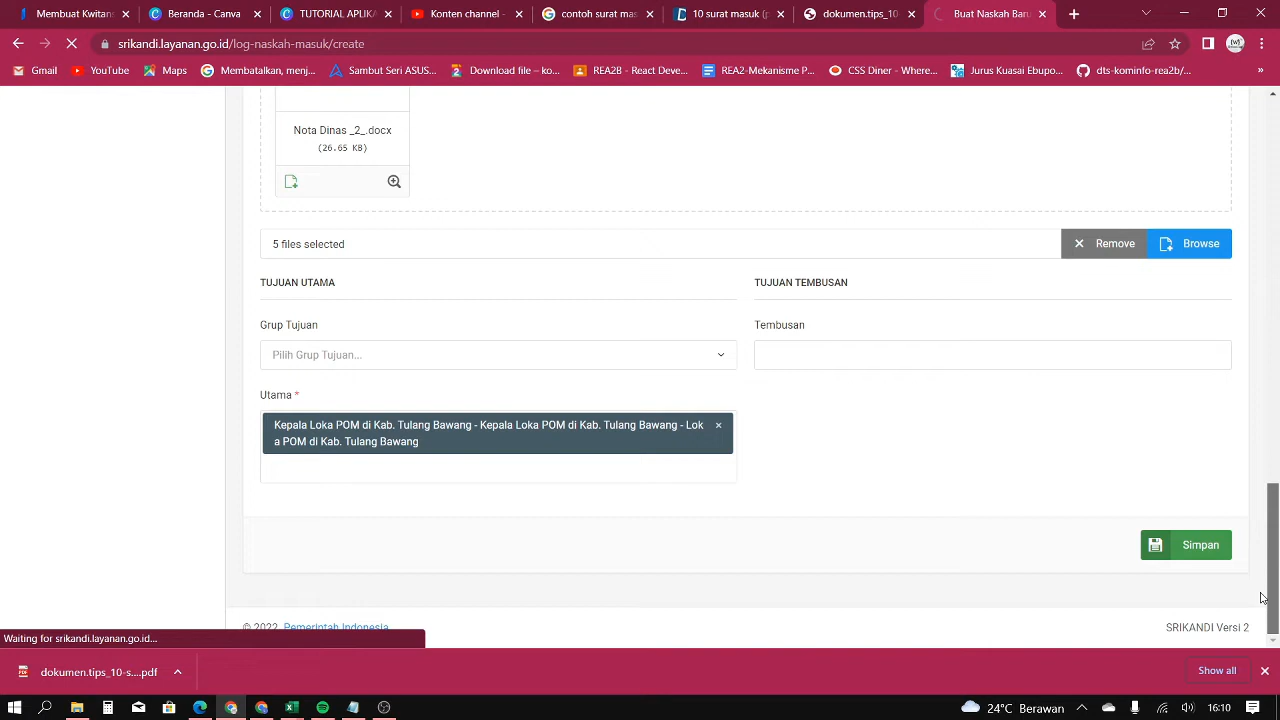 Membuat Kwitans
Beranda - Canva
TUTORIAL APLIKA
Konten channel -
contoh surat mas
10 surat masuk (p
dokumen.tips_10-
Buat Naskah Baru
srikandi.layanan.go.id/log-naskah-masuk/create
Gmail
YouTube
Maps
Membatalkan, menj...
Sambut Seri ASUS...
Download file – ko...
REA2B - React Deve...
REA2-Mekanisme P...
CSS Diner - Where...
Jurus Kuasai Ebupo...
dts-kominfo-rea2b/...
»
Nota Dinas _2_.docx
(26.65 KB)
5 files selected
Remove
Browse
TUJUAN UTAMA
TUJUAN TEMBUSAN
Grup Tujuan
Tembusan
Pilih Grup Tujuan...
Utama *
Kepala Loka POM di Kab. Tulang Bawang - Kepala Loka POM di Kab. Tulang Bawang - Lok
a POM di Kab. Tulang Bawang
Simpan
© 2022. Pemerintah Indonesia
SRIKANDI Versi 2
Waiting for srikandi.layanan.go.id...
dokumen.tips_10-s....pdf
Show all
24°C Berawan
16:10